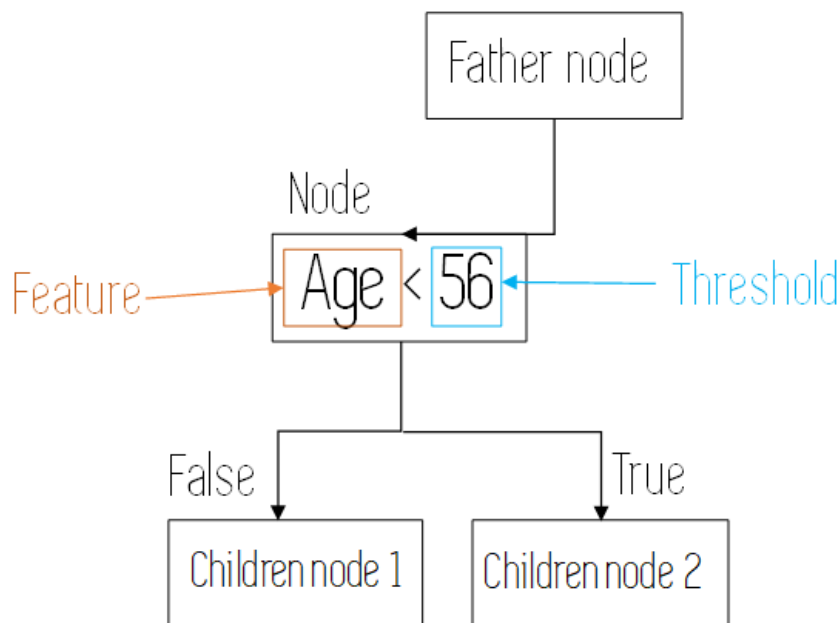 Father node
Node
Feature
Age < 56
Threshold
False
True
Children node 1
Children node 2